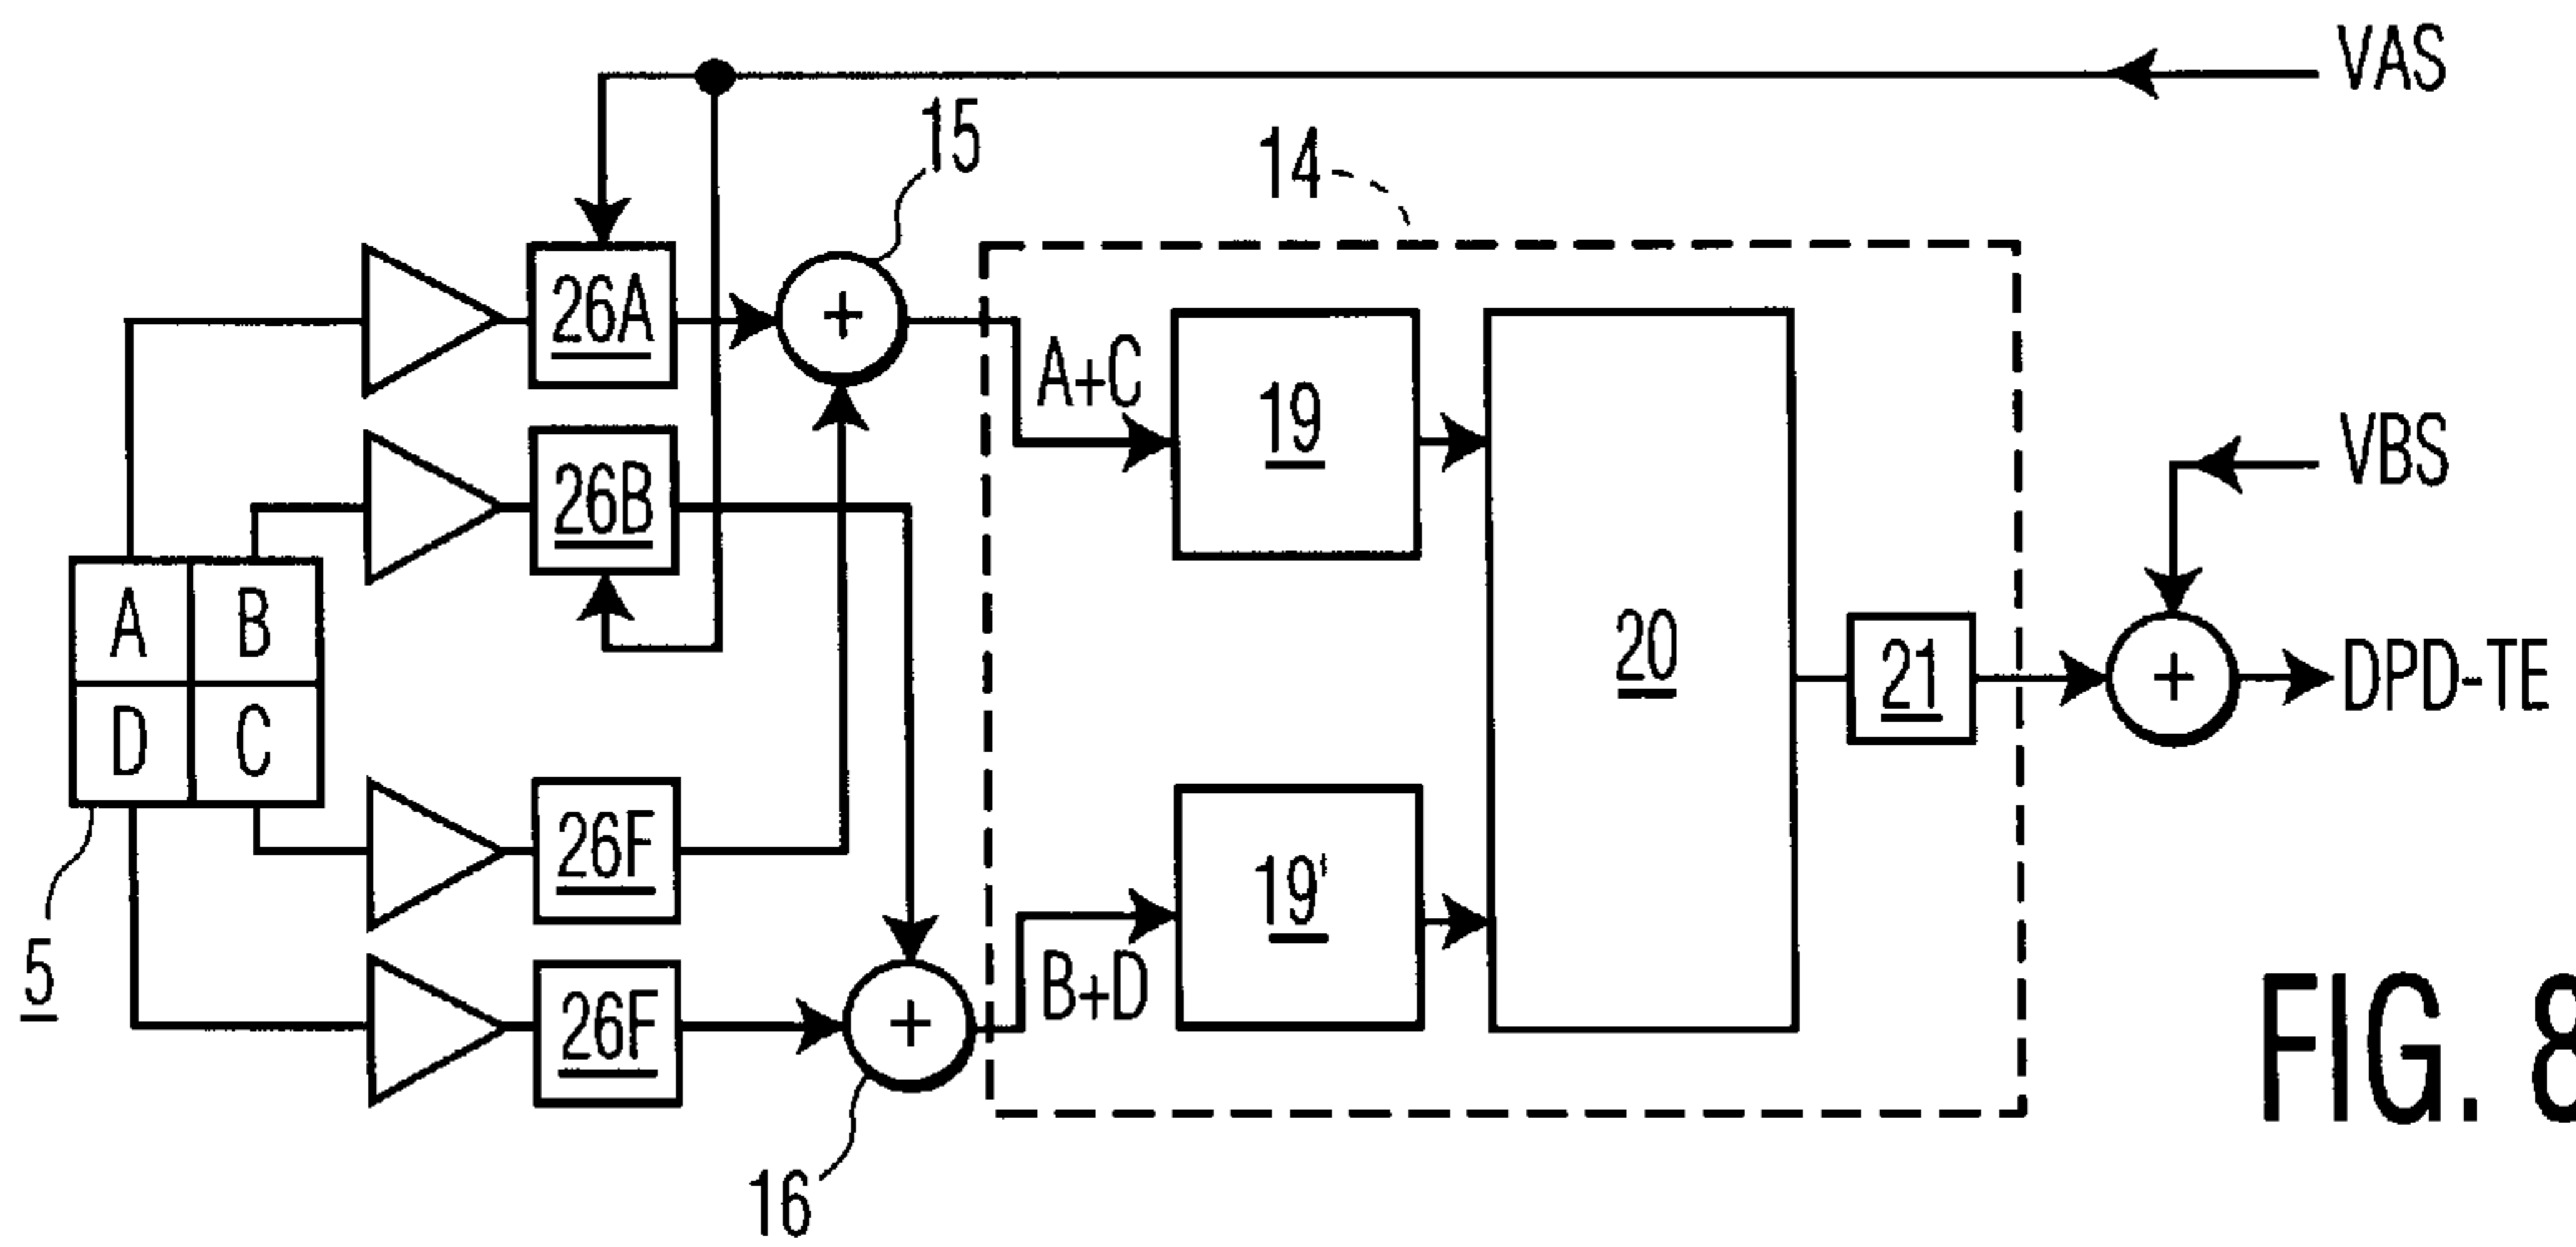 VAS
15
14
26A
+
A+C
19
VBS
26B
A B
20
21
+
DPD-TE
D C
26F
19'
5
26F
+
B+D
FIG. 8
16